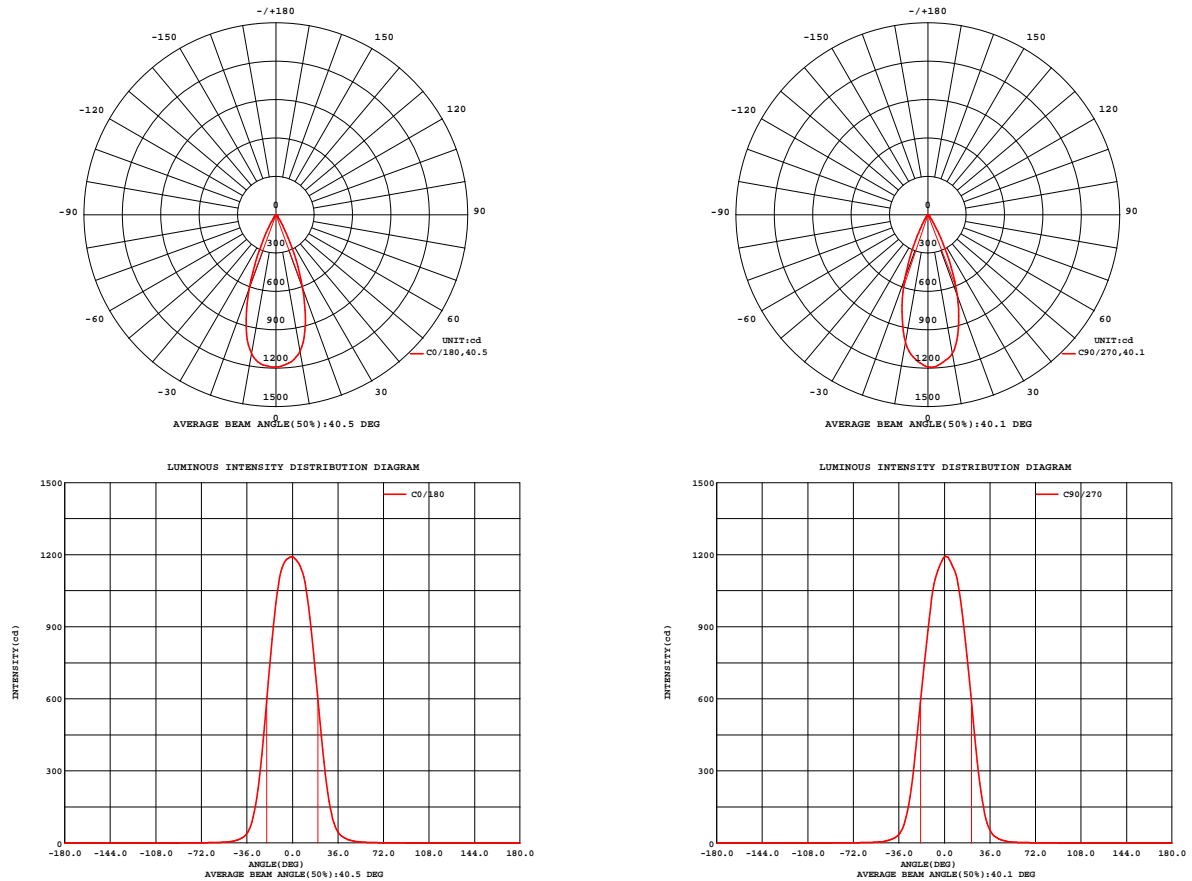 -/+180
-150
150
-120
120
-90
90
0
300
600
900
1200
1500
-60
60
-30
30
0
UNIT:cd
C0/180,40.5
AVERAGE BEAM ANGLE(50%):40.5 DEG
-/+180
-150
150
-120
120
-90
90
0
300
600
900
1200
1500
-60
60
-30
30
0
UNIT:cd
C90/270,40.1
AVERAGE BEAM ANGLE(50%):40.1 DEG
LUMINOUS INTENSITY DISTRIBUTION DIAGRAM
C0/180
INTENSITY(cd)
1500
1200
900
600
300
0
-180.0 -144.0 -108.0 -72.0 -36.0 0.0 36.0 72.0 108.0 144.0 180.0
ANGLE(DEG)
AVERAGE BEAM ANGLE(50%):40.5 DEG
LUMINOUS INTENSITY DISTRIBUTION DIAGRAM
C90/270
INTENSITY(cd)
1500
1200
900
600
300
0
-180.0 -144.0 -108.0 -72.0 -36.0 0.0 36.0 72.0 108.0 144.0 180.0
ANGLE(DEG)
AVERAGE BEAM ANGLE(50%):40.1 DEG